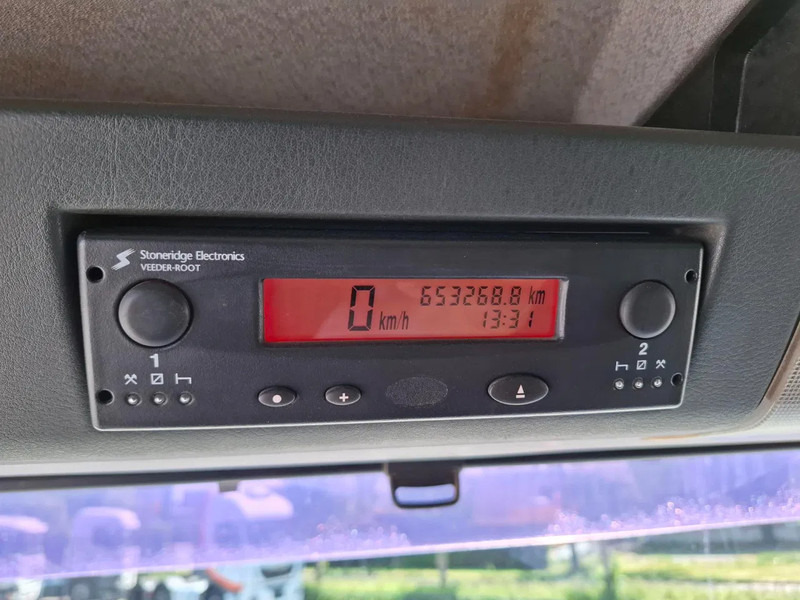 Stoneridge Electronics
VEEDER-ROOT
0 km/h
653268.8 km
13:31
1
2